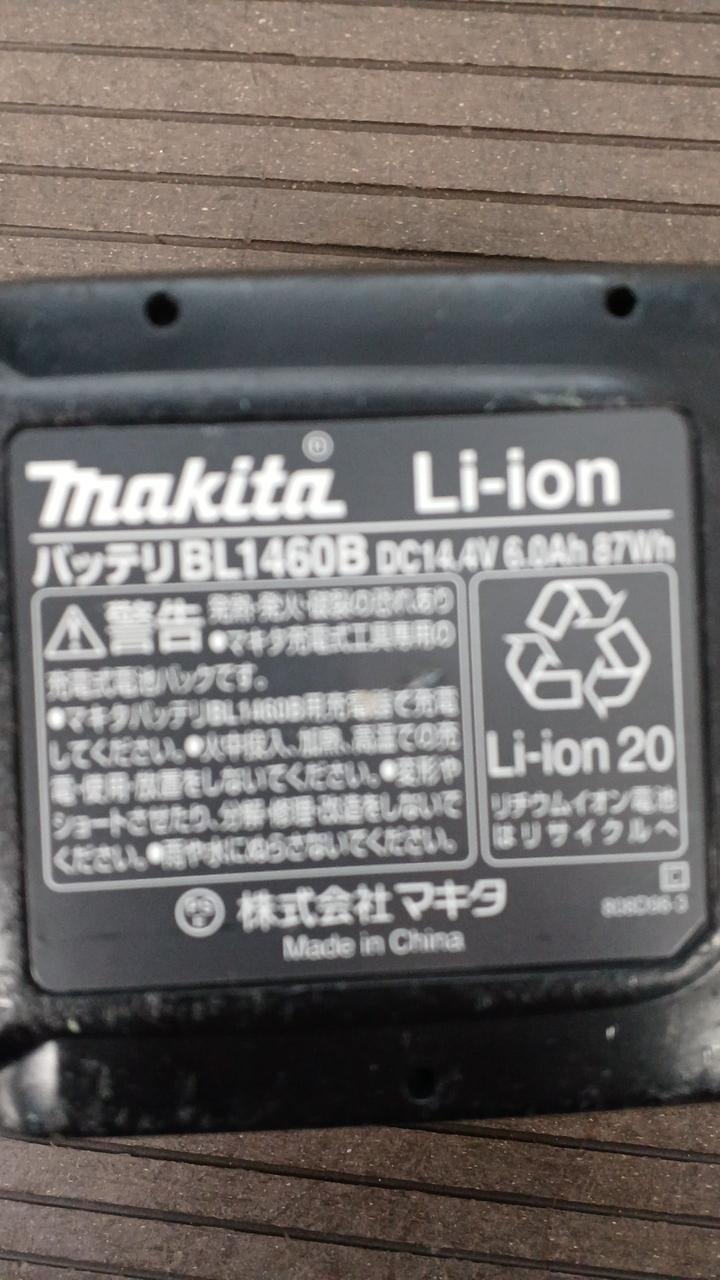 makita Li-ion
バッテリBL1460B DC14.4V 6.0Ah 87Wh
警告 発熱・発火・破裂の恐れあり
●マキタ充電式工具専用の
充電式電池パックです。
●マキタバッテリBL1460B用充電器で充電
してください。●火中投入、加熱、高温での充
電・使用・放置をしないでください。●変形や
ショートさせたり、分解・修理・改造をしないで
ください。●雨や水にぬらさないでください。
Li-ion 20
リチウムイオン電池
はリサイクルへ
株式会社マキタ
Made in China